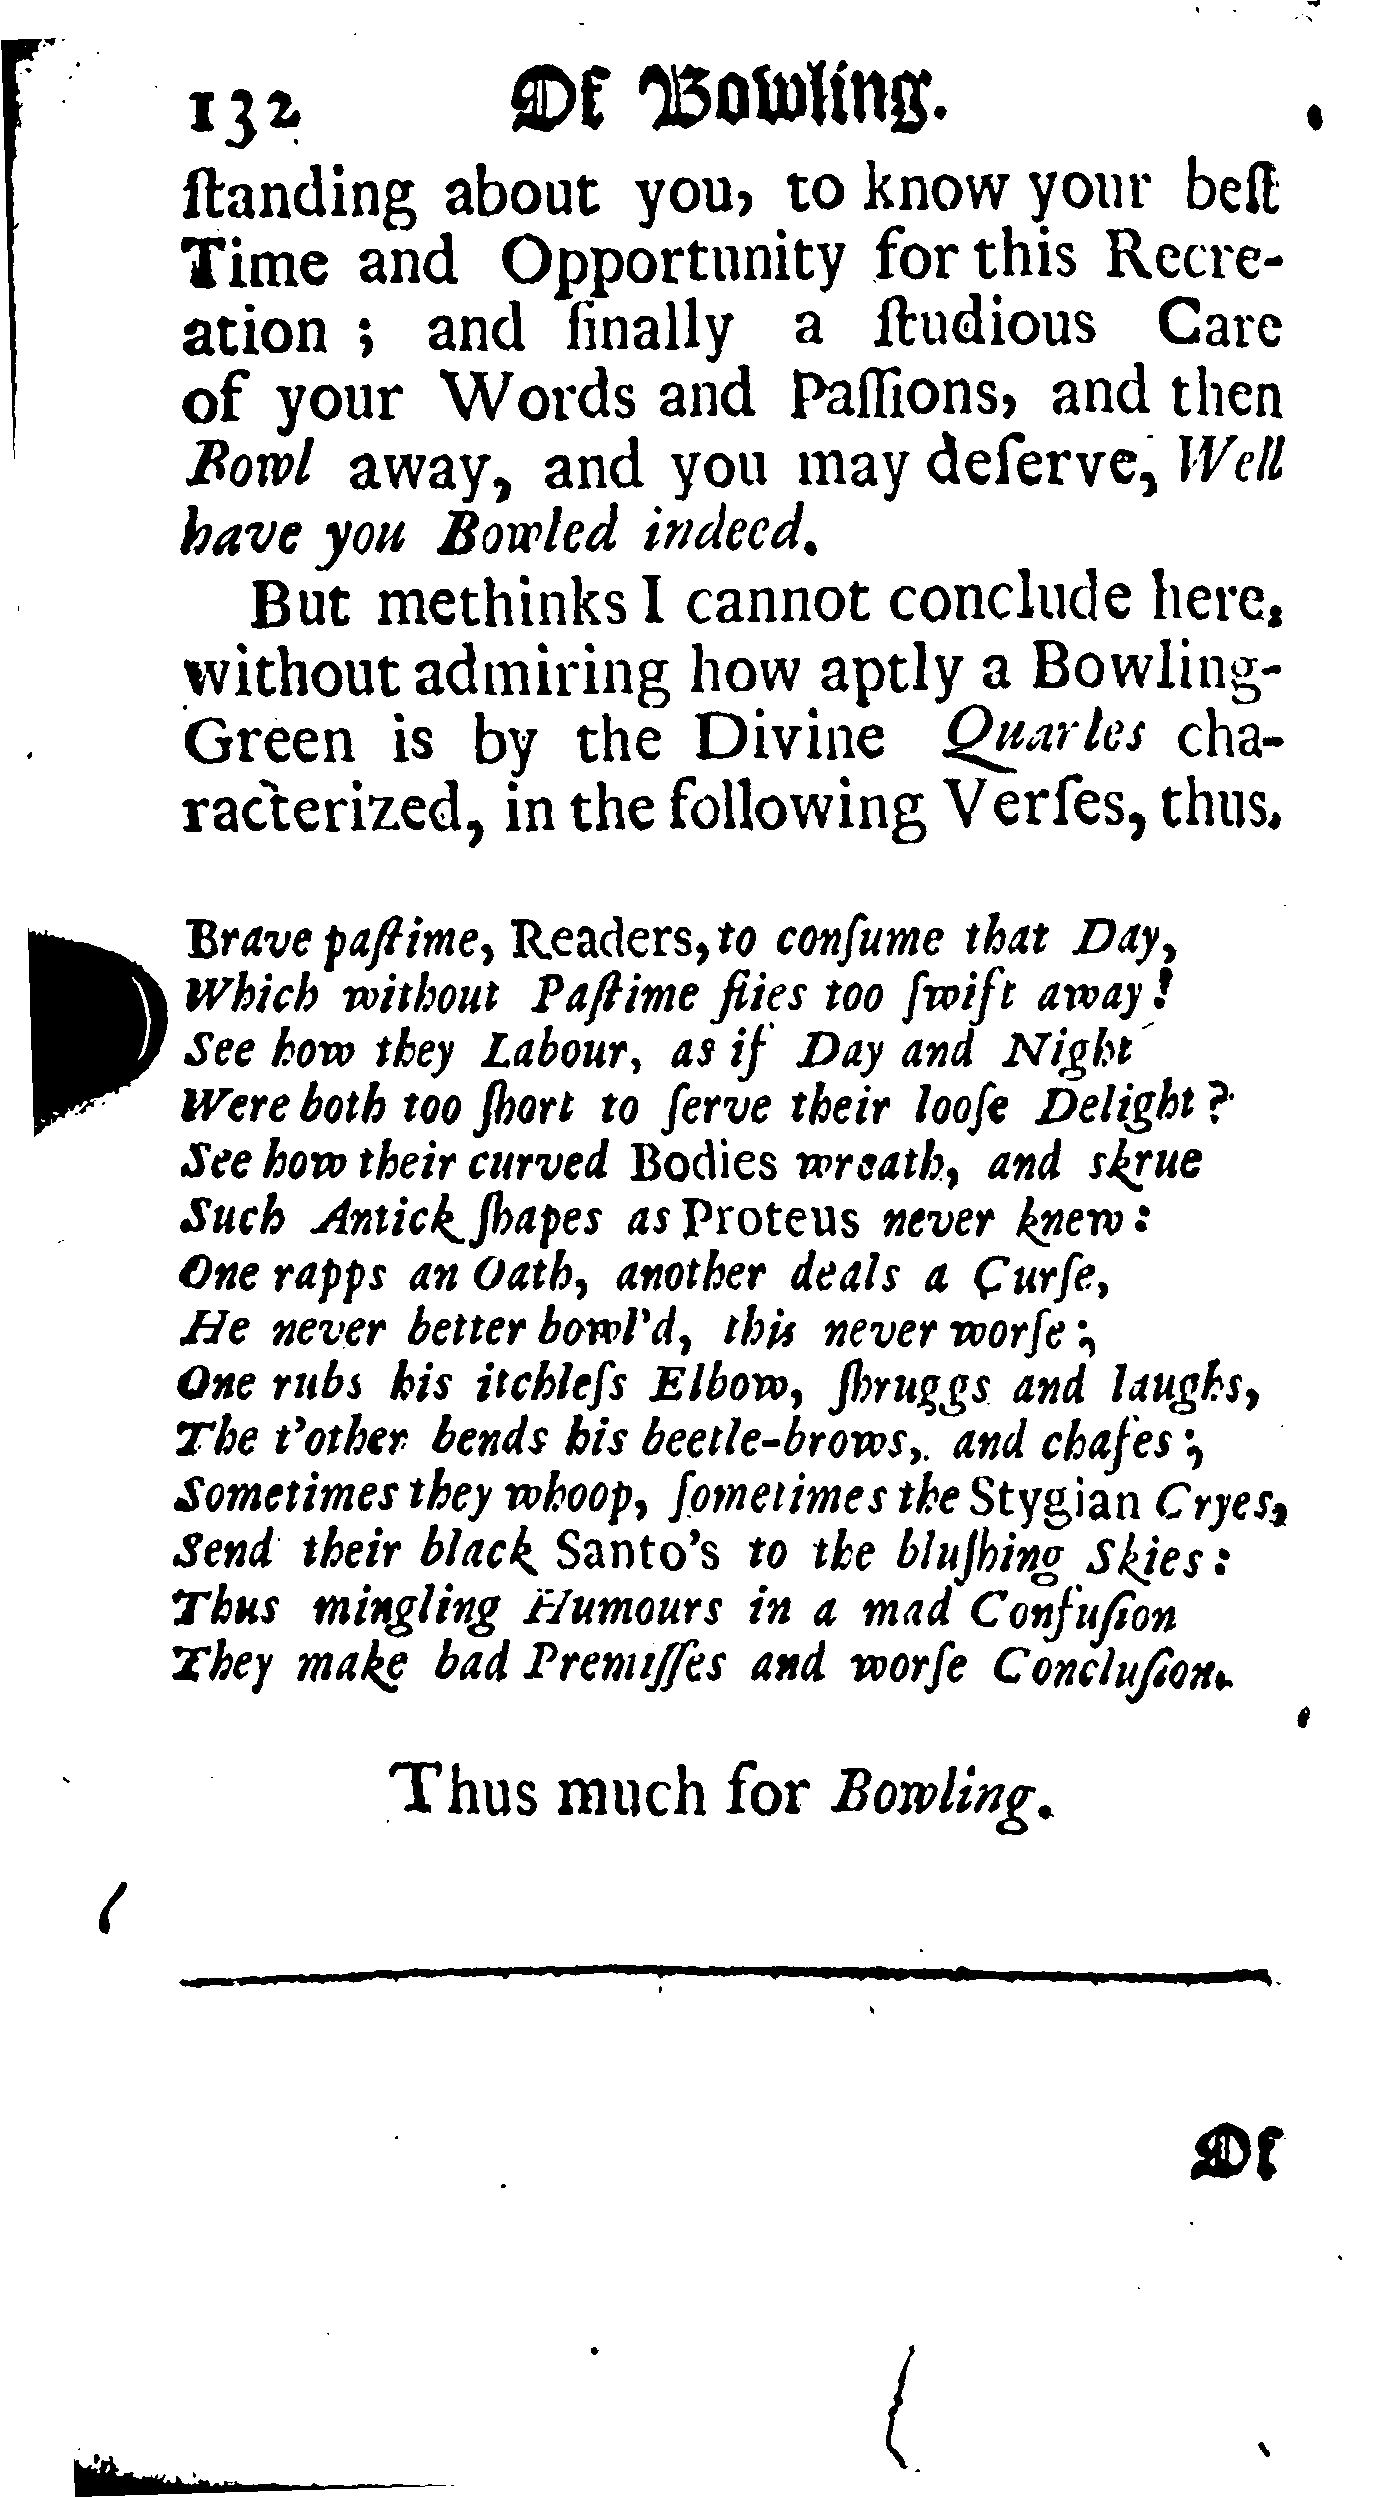 132 Of Bowling.
ſtanding about you, to know your beſt
Time and Opportunity for this Recre-
ation ; and finally a ſtudious Care
of your Words and Paſſions, and then
Bowl away, and you may deſerve, Well
have you Bowled indeed.
But methinks I cannot conclude here,
without admiring how aptly a Bowling-
Green is by the Divine Quarles cha-
racterized, in the following Verſes, thus.
Brave paſtime, Readers, to conſume that Day,
Which without Paſtime flies too ſwift away!
See how they Labour, as if Day and Night
Were both too ſhort to ſerve their looſe Delight?
See how their curved Bodies wreath, and skrue
Such Antick ſhapes as Proteus never knew:
One rapps an Oath, another deals a Curſe,
He never better bowl'd, this never worſe;
One rubs his itchleſs Elbow, ſhruggs and laughs,
The t'other bends his beetle-brows, and chafes;
Sometimes they whoop, ſometimes the Stygian Cryes,
Send their black Santo's to the bluſhing Skies:
Thus mingling Humours in a mad Confuſion
They make bad Premiſſes and worſe Concluſion.
Thus much for Bowling.
Of